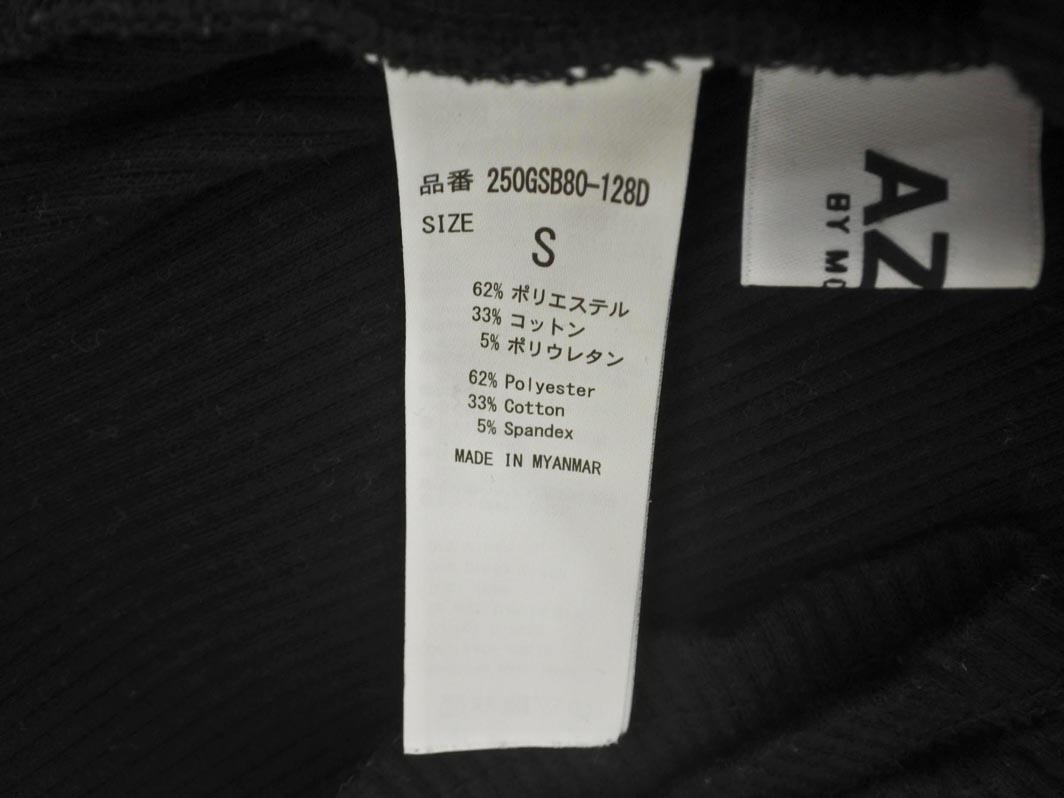 品番 250GSB80-128D
SIZE
S
62% ポリエステル
33% コットン
5% ポリウレタン
62% Polyester
33% Cotton
5% Spandex
MADE IN MYANMAR
AZ
BY MO